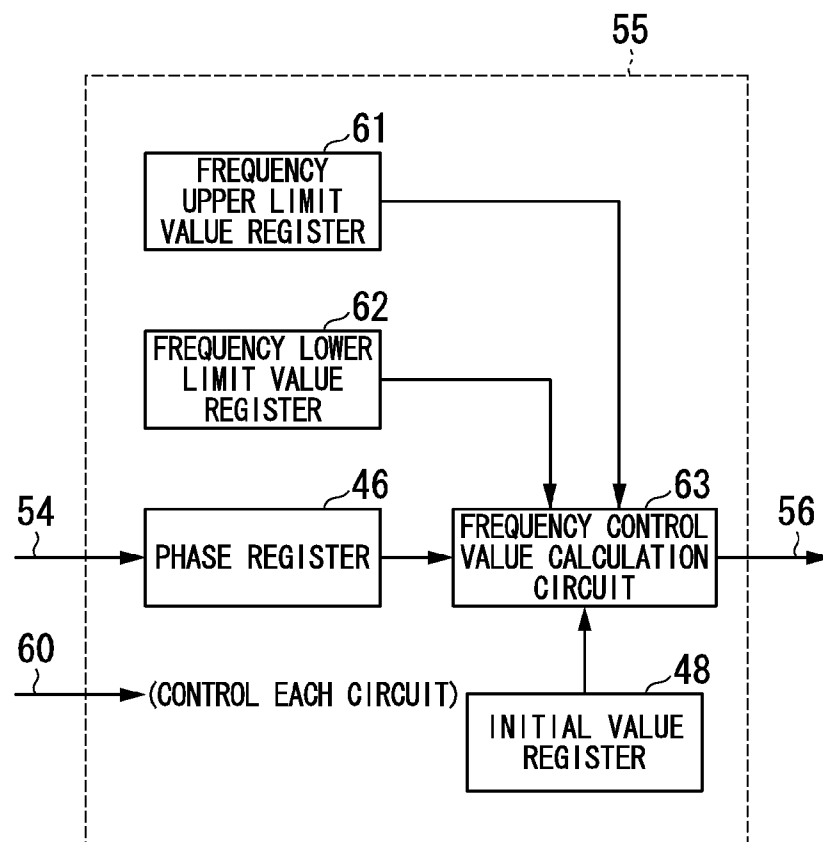 55
61
FREQUENCY
UPPER LIMIT
VALUE REGISTER
62
FREQUENCY LOWER
LIMIT VALUE
REGISTER
54
46
PHASE REGISTER
63
FREQUENCY CONTROL
VALUE CALCULATION
CIRCUIT
56
60
(CONTROL EACH CIRCUIT)
48
INITIAL VALUE
REGISTER